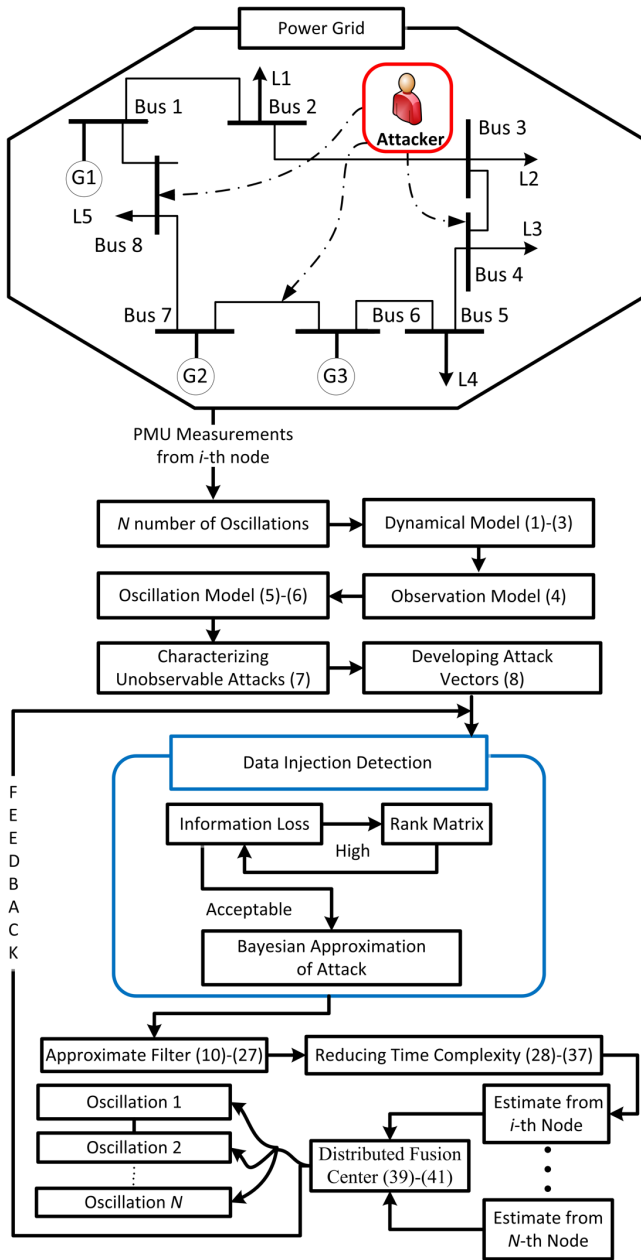 Power Grid
L1
Bus 1
Bus 2
Attacker
Bus 3
G1
L2
L5
L3
Bus 8
Bus 4
Bus 7
Bus 6
Bus 5
G2
G3
L4
PMU Measurements
from i-th node
N number of Oscillations
Dynamical Model (1)-(3)
Oscillation Model (5)-(6)
Observation Model (4)
Characterizing
Unobservable Attacks (7)
Developing Attack
Vectors (8)
FEEDBACK
Data Injection Detection
Information Loss
Rank Matrix
High
Acceptable
Bayesian Approximation
of Attack
Approximate Filter (10)-(27)
Reducing Time Complexity (28)-(37)
Oscillation 1
Oscillation 2
Oscillation N
Distributed Fusion
Center (39)-(41)
Estimate from
i-th Node
Estimate from
N-th Node